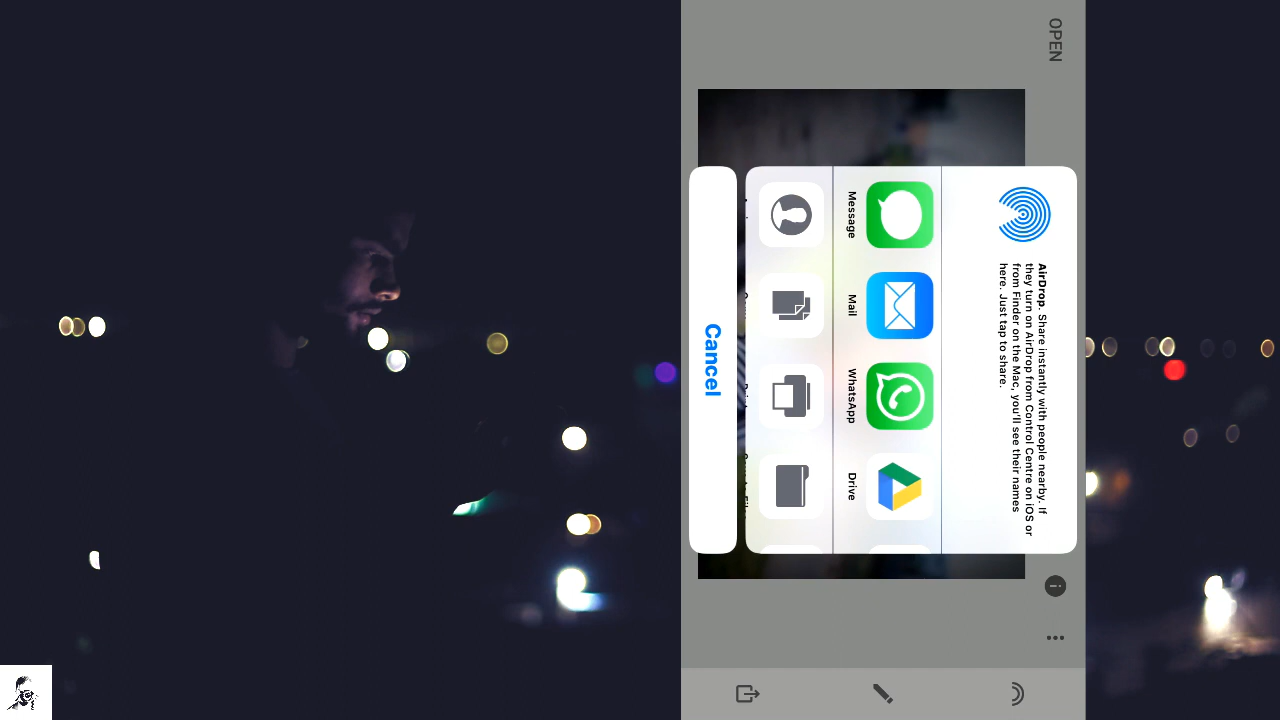 OPEN
AirDrop. Share instantly with people nearby. If
they turn on AirDrop from Control Centre on iOS or
from Finder on the Mac, you'll see their names
here. Just tap to share.
Message
Mail
WhatsApp
Drive
Cancel